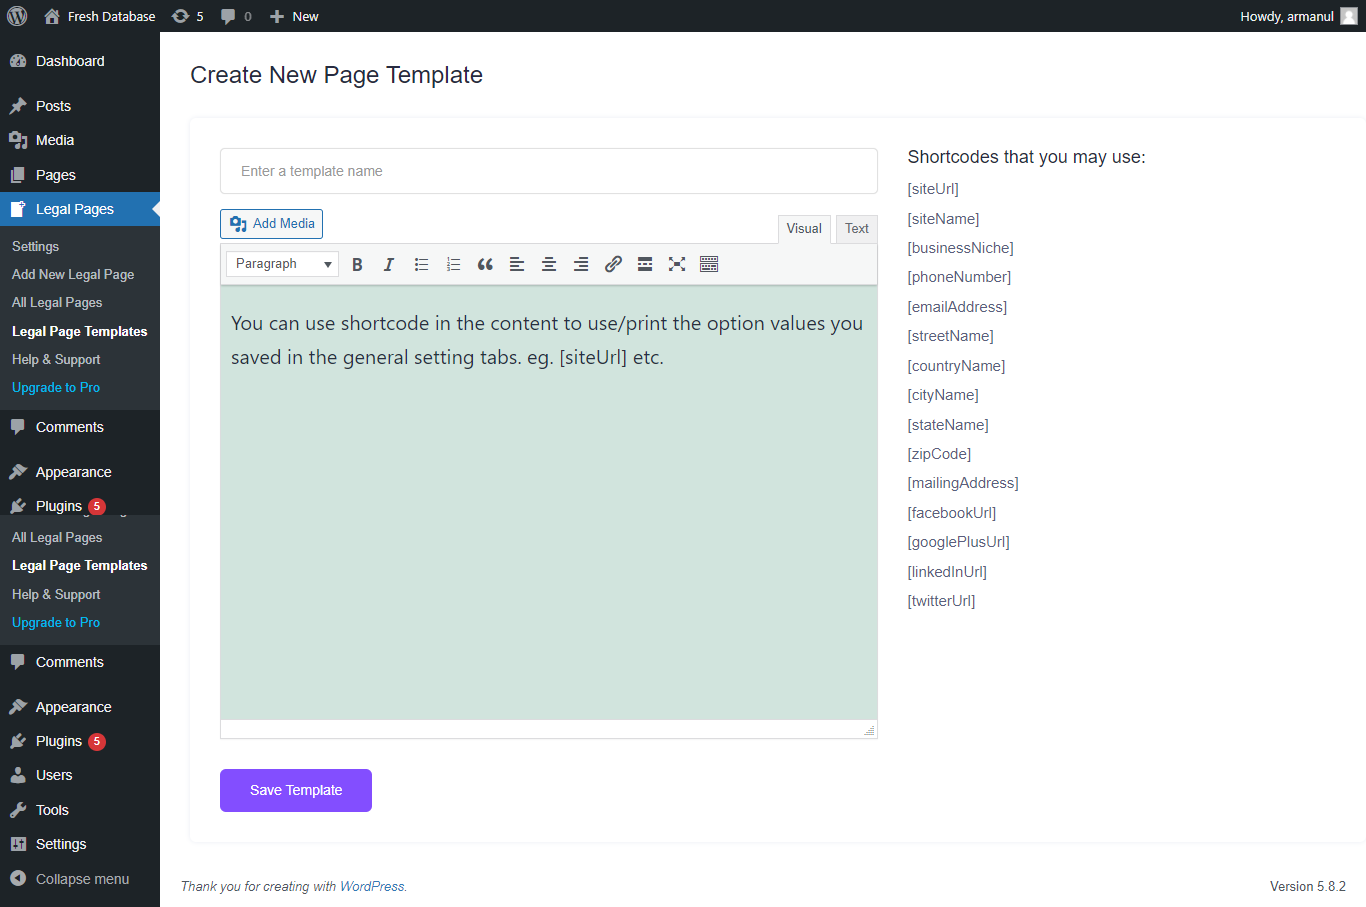 Fresh Database 5 0 New Howdy, armanul
Dashboard
Posts
Media
Pages
Legal Pages
Settings
Add New Legal Page
All Legal Pages
Legal Page Templates
Help & Support
Upgrade to Pro
Comments
Appearance
Plugins 5
All Legal Pages
Legal Page Templates
Help & Support
Upgrade to Pro
Comments
Appearance
Plugins 5
Users
Tools
Settings
Collapse menu
Create New Page Template
Enter a template name
Add Media
Visual Text
Paragraph
You can use shortcode in the content to use/print the option values you
saved in the general setting tabs. eg. [siteUrl] etc.
Save Template
Shortcodes that you may use:
[siteUrl]
[siteName]
[businessNiche]
[phoneNumber]
[emailAddress]
[streetName]
[countryName]
[cityName]
[stateName]
[zipCode]
[mailingAddress]
[facebookUrl]
[googlePlusUrl]
[linkedInUrl]
[twitterUrl]
Thank you for creating with WordPress. Version 5.8.2